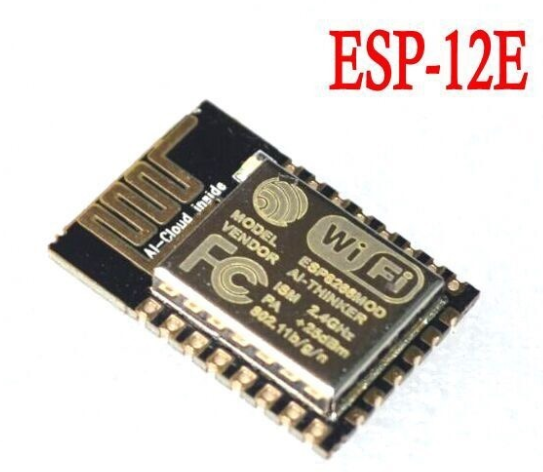 ESP-12E
AI-Cloud inside
WiFi
FC
MODEL ESP8266MOD
VENDOR AI-THINKER
ISM 2.4GHz
PA +25dBm
802.11b/g/n